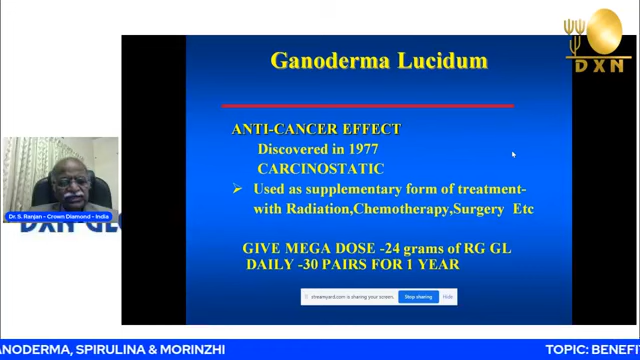 DXN
Ganoderma Lucidum
ANTI-CANCER EFFECT
Discovered in 1977
CARCINOSTATIC
Used as supplementary form of treatment-
with Radiation,Chemotherapy,Surgery Etc
GIVE MEGA DOSE -24 grams of RG GL
DAILY -30 PAIRS FOR 1 YEAR
Dr. S. Ranjan - Crown Diamond - India
DXN GL
streamyard.com is sharing your screen. Stop sharing Hide
ANODERMA, SPIRULINA & MORINZHI TOPIC: BENEFIT